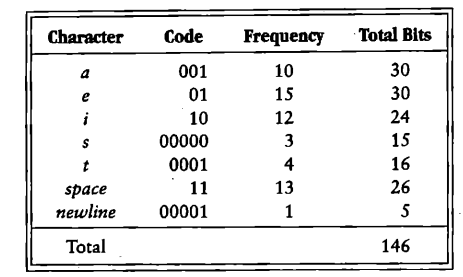 Character Code Frequency Total Bits
a 001 10 30
e 01 15 30
i 10 12 24
s 00000 3 15
t 0001 4 16
space 11 13 26
newline 00001 1 5
Total 146